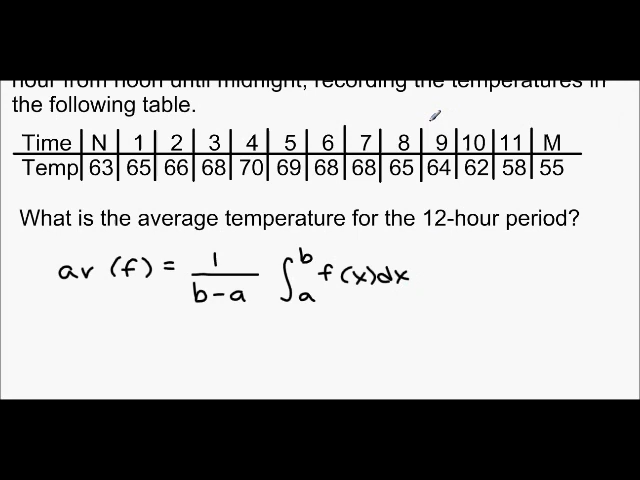 hour from noon until midnight, recording the temperatures in
the following table.
Time N 1 2 3 4 5 6 7 8 9 10 11 M
Temp 63 65 66 68 70 69 68 68 65 64 62 58 55
What is the average temperature for the 12-hour period?
av (f) = 1/(b-a) ∫_a^b f(x)dx